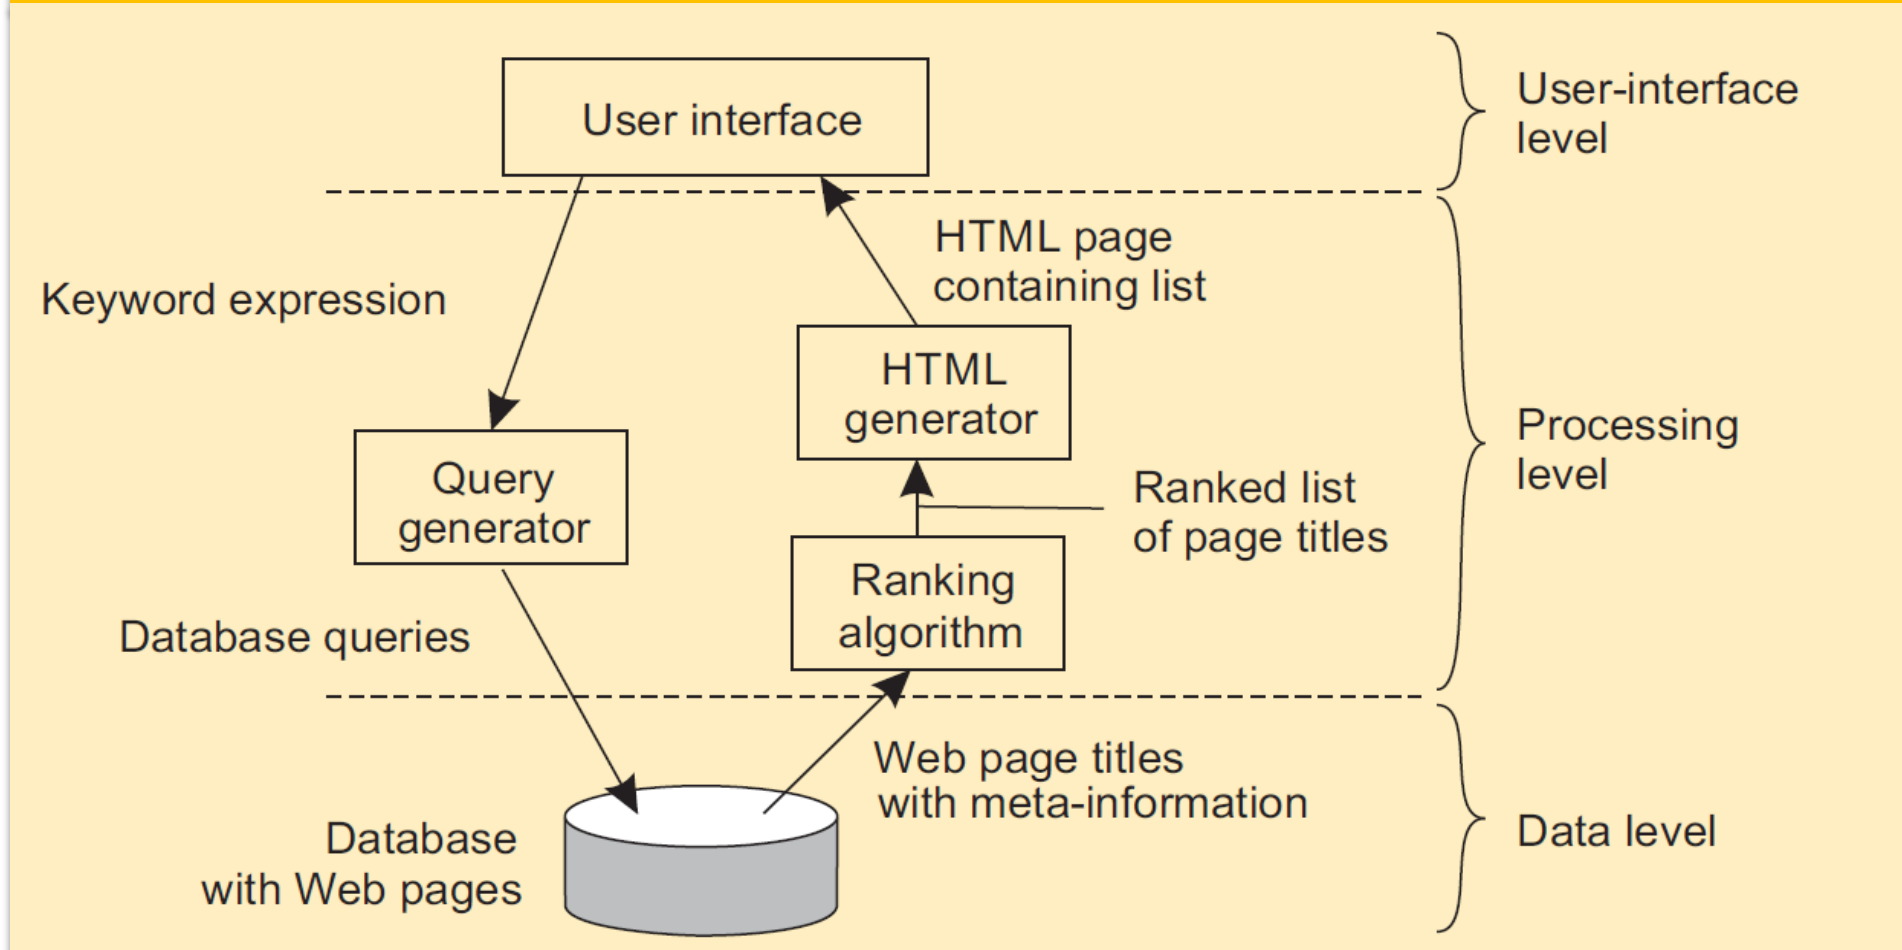 User interface
User-interface
level
HTML page
containing list
Keyword expression
HTML
generator
Processing
level
Query
generator
Ranked list
of page titles
Ranking
algorithm
Database queries
Web page titles
with meta-information
Database
with Web pages
Data level